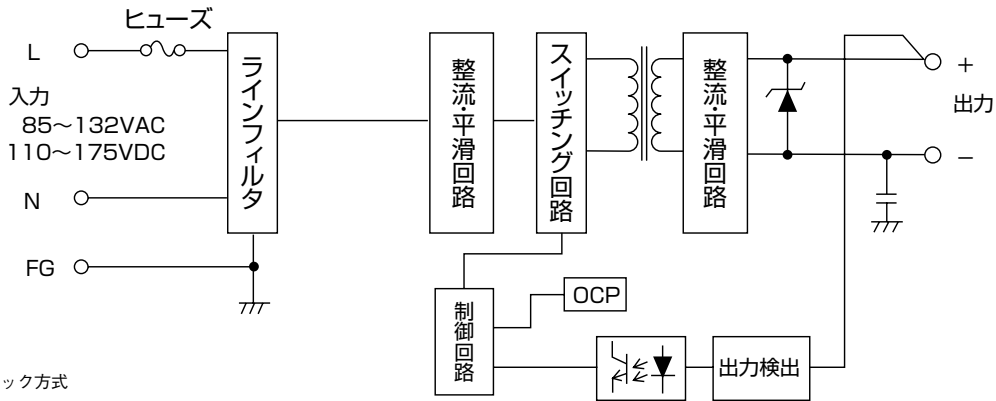 ヒューズ
L
入力
85～132VAC
110～175VDC
N
FG
ラインフィルタ
整流・平滑回路
スイッチング回路
整流・平滑回路
+
出力
−
制御回路
OCP
出力検出
ック方式